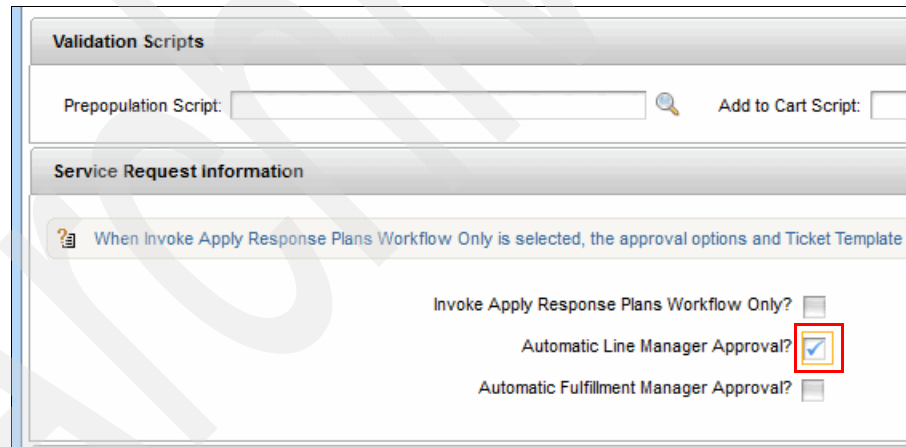 Validation Scripts
Prepopulation Script: Add to Cart Script:
Service Request Information
When Invoke Apply Response Plans Workflow Only is selected, the approval options and Ticket Template
Invoke Apply Response Plans Workflow Only?
Automatic Line Manager Approval?
Automatic Fulfillment Manager Approval?